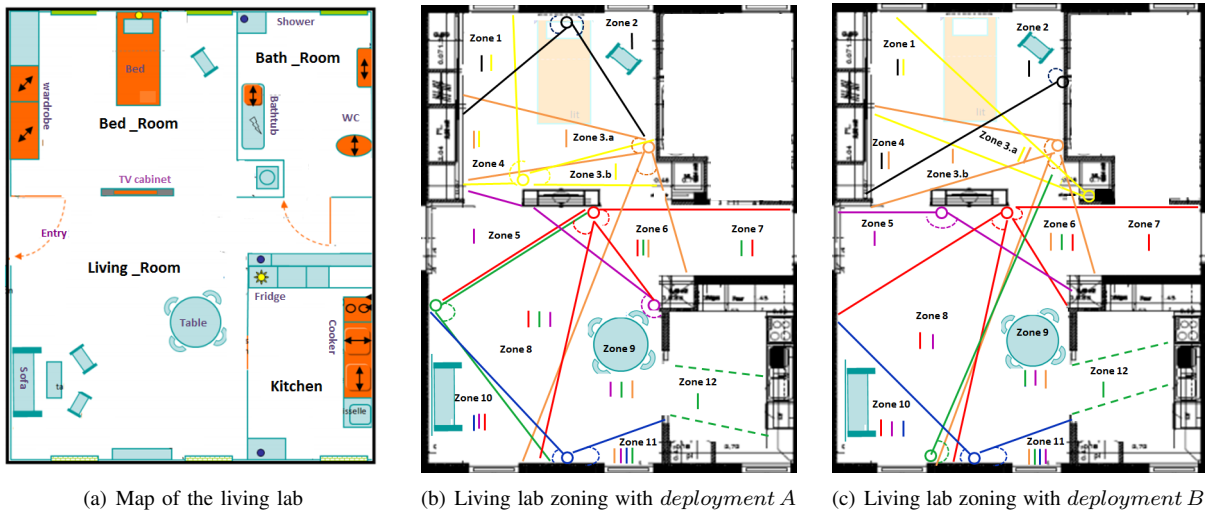 Shower
Bath _Room
Bed
wardrobe
Bed _Room
Bathtub
WC
TV cabinet
Entry
Living _Room
Fridge
Table
Cooker
Sofa
ta
Kitchen
isselle
(a) Map of the living lab
Zone 1
Zone 2
lit
Zone 3.a
Zone 4
Zone 3.b
Zone 5
Zone 6
Zone 7
Zone 8
Zone 9
Zone 10
Zone 12
Zone 11
(b) Living lab zoning with deployment A
Zone 1
Zone 2
Zone 3.a
Zone 4
Zone 3.b
Zone 5
Zone 6
Zone 7
Zone 8
Zone 9
Zone 10
Zone 12
Zone 11
(c) Living lab zoning with deployment B